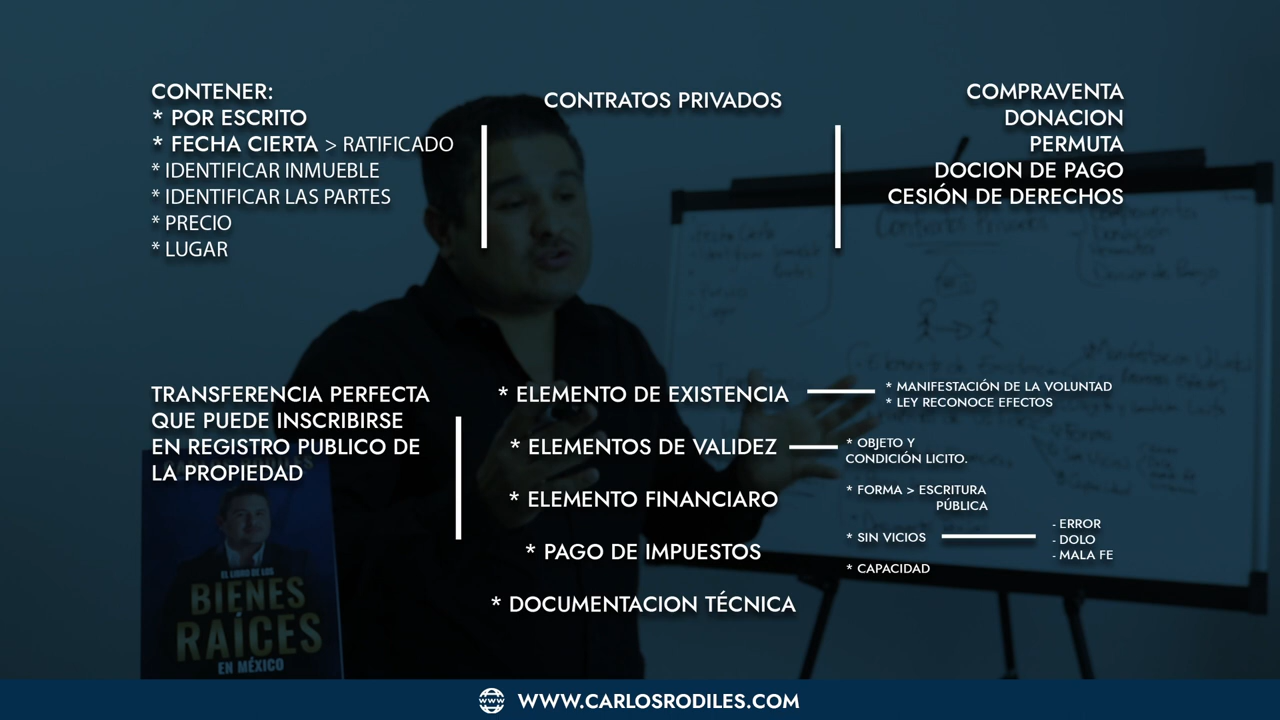 CONTENER:
* POR ESCRITO
* FECHA CIERTA > RATIFICADO
* IDENTIFICAR INMUEBLE
* IDENTIFICAR LAS PARTES
* PRECIO
* LUGAR
CONTRATOS PRIVADOS
COMPRAVENTA
DONACION
PERMUTA
DOCION DE PAGO
CESIÓN DE DERECHOS
TRANSFERENCIA PERFECTA
QUE PUEDE INSCRIBIRSE
EN REGISTRO PUBLICO DE
LA PROPIEDAD
* ELEMENTO DE EXISTENCIA
* MANIFESTACIÓN DE LA VOLUNTAD
* LEY RECONOCE EFECTOS
* ELEMENTOS DE VALIDEZ
* OBJETO Y
CONDICIÓN LICITO.
* FORMA > ESCRITURA
PÚBLICA
* SIN VICIOS
- ERROR
- DOLO
- MALA FE
* CAPACIDAD
* ELEMENTO FINANCIARO
* PAGO DE IMPUESTOS
* DOCUMENTACION TÉCNICA
EL LIBRO DE LOS
BIENES
RAÍCES
EN MÉXICO
WWW.CARLOSRODILES.COM